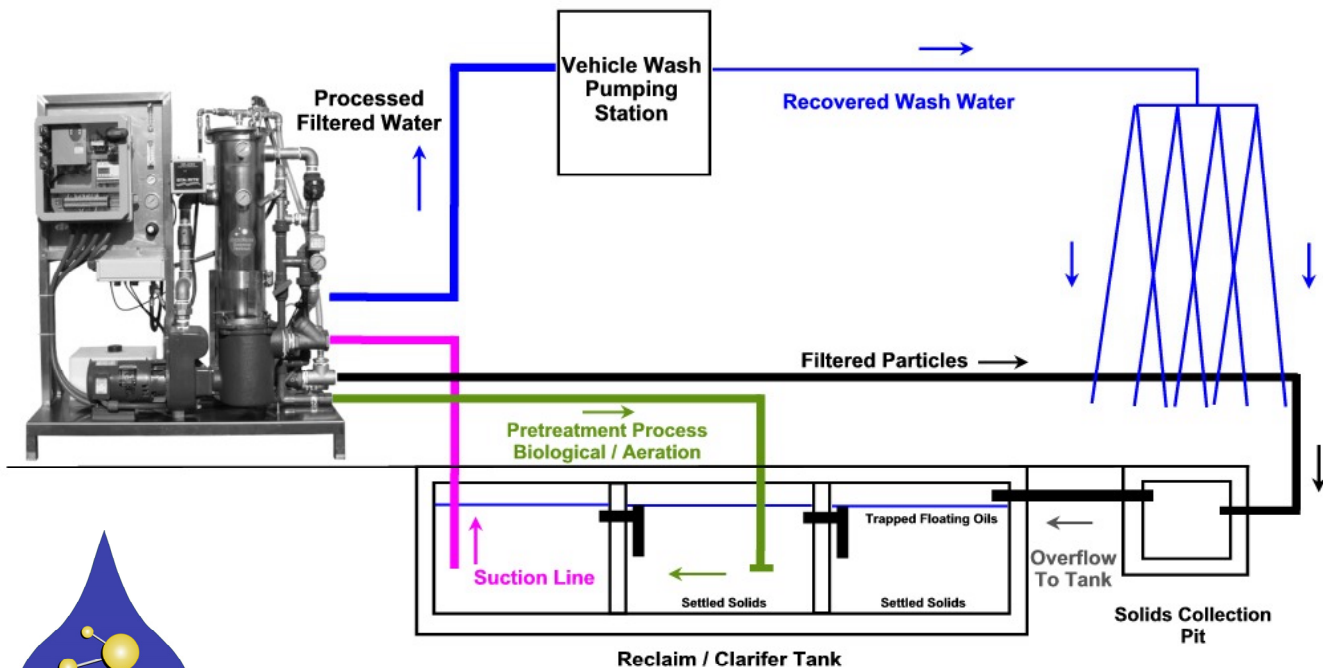 Vehicle Wash
Pumping
Station
Processed
Filtered Water
Recovered Wash Water
Filtered Particles
Pretreatment Process
Biological / Aeration
Suction Line
Trapped Floating Oils
Settled Solids
Settled Solids
Overflow
To Tank
Solids Collection
Pit
Reclaim / Clarifer Tank